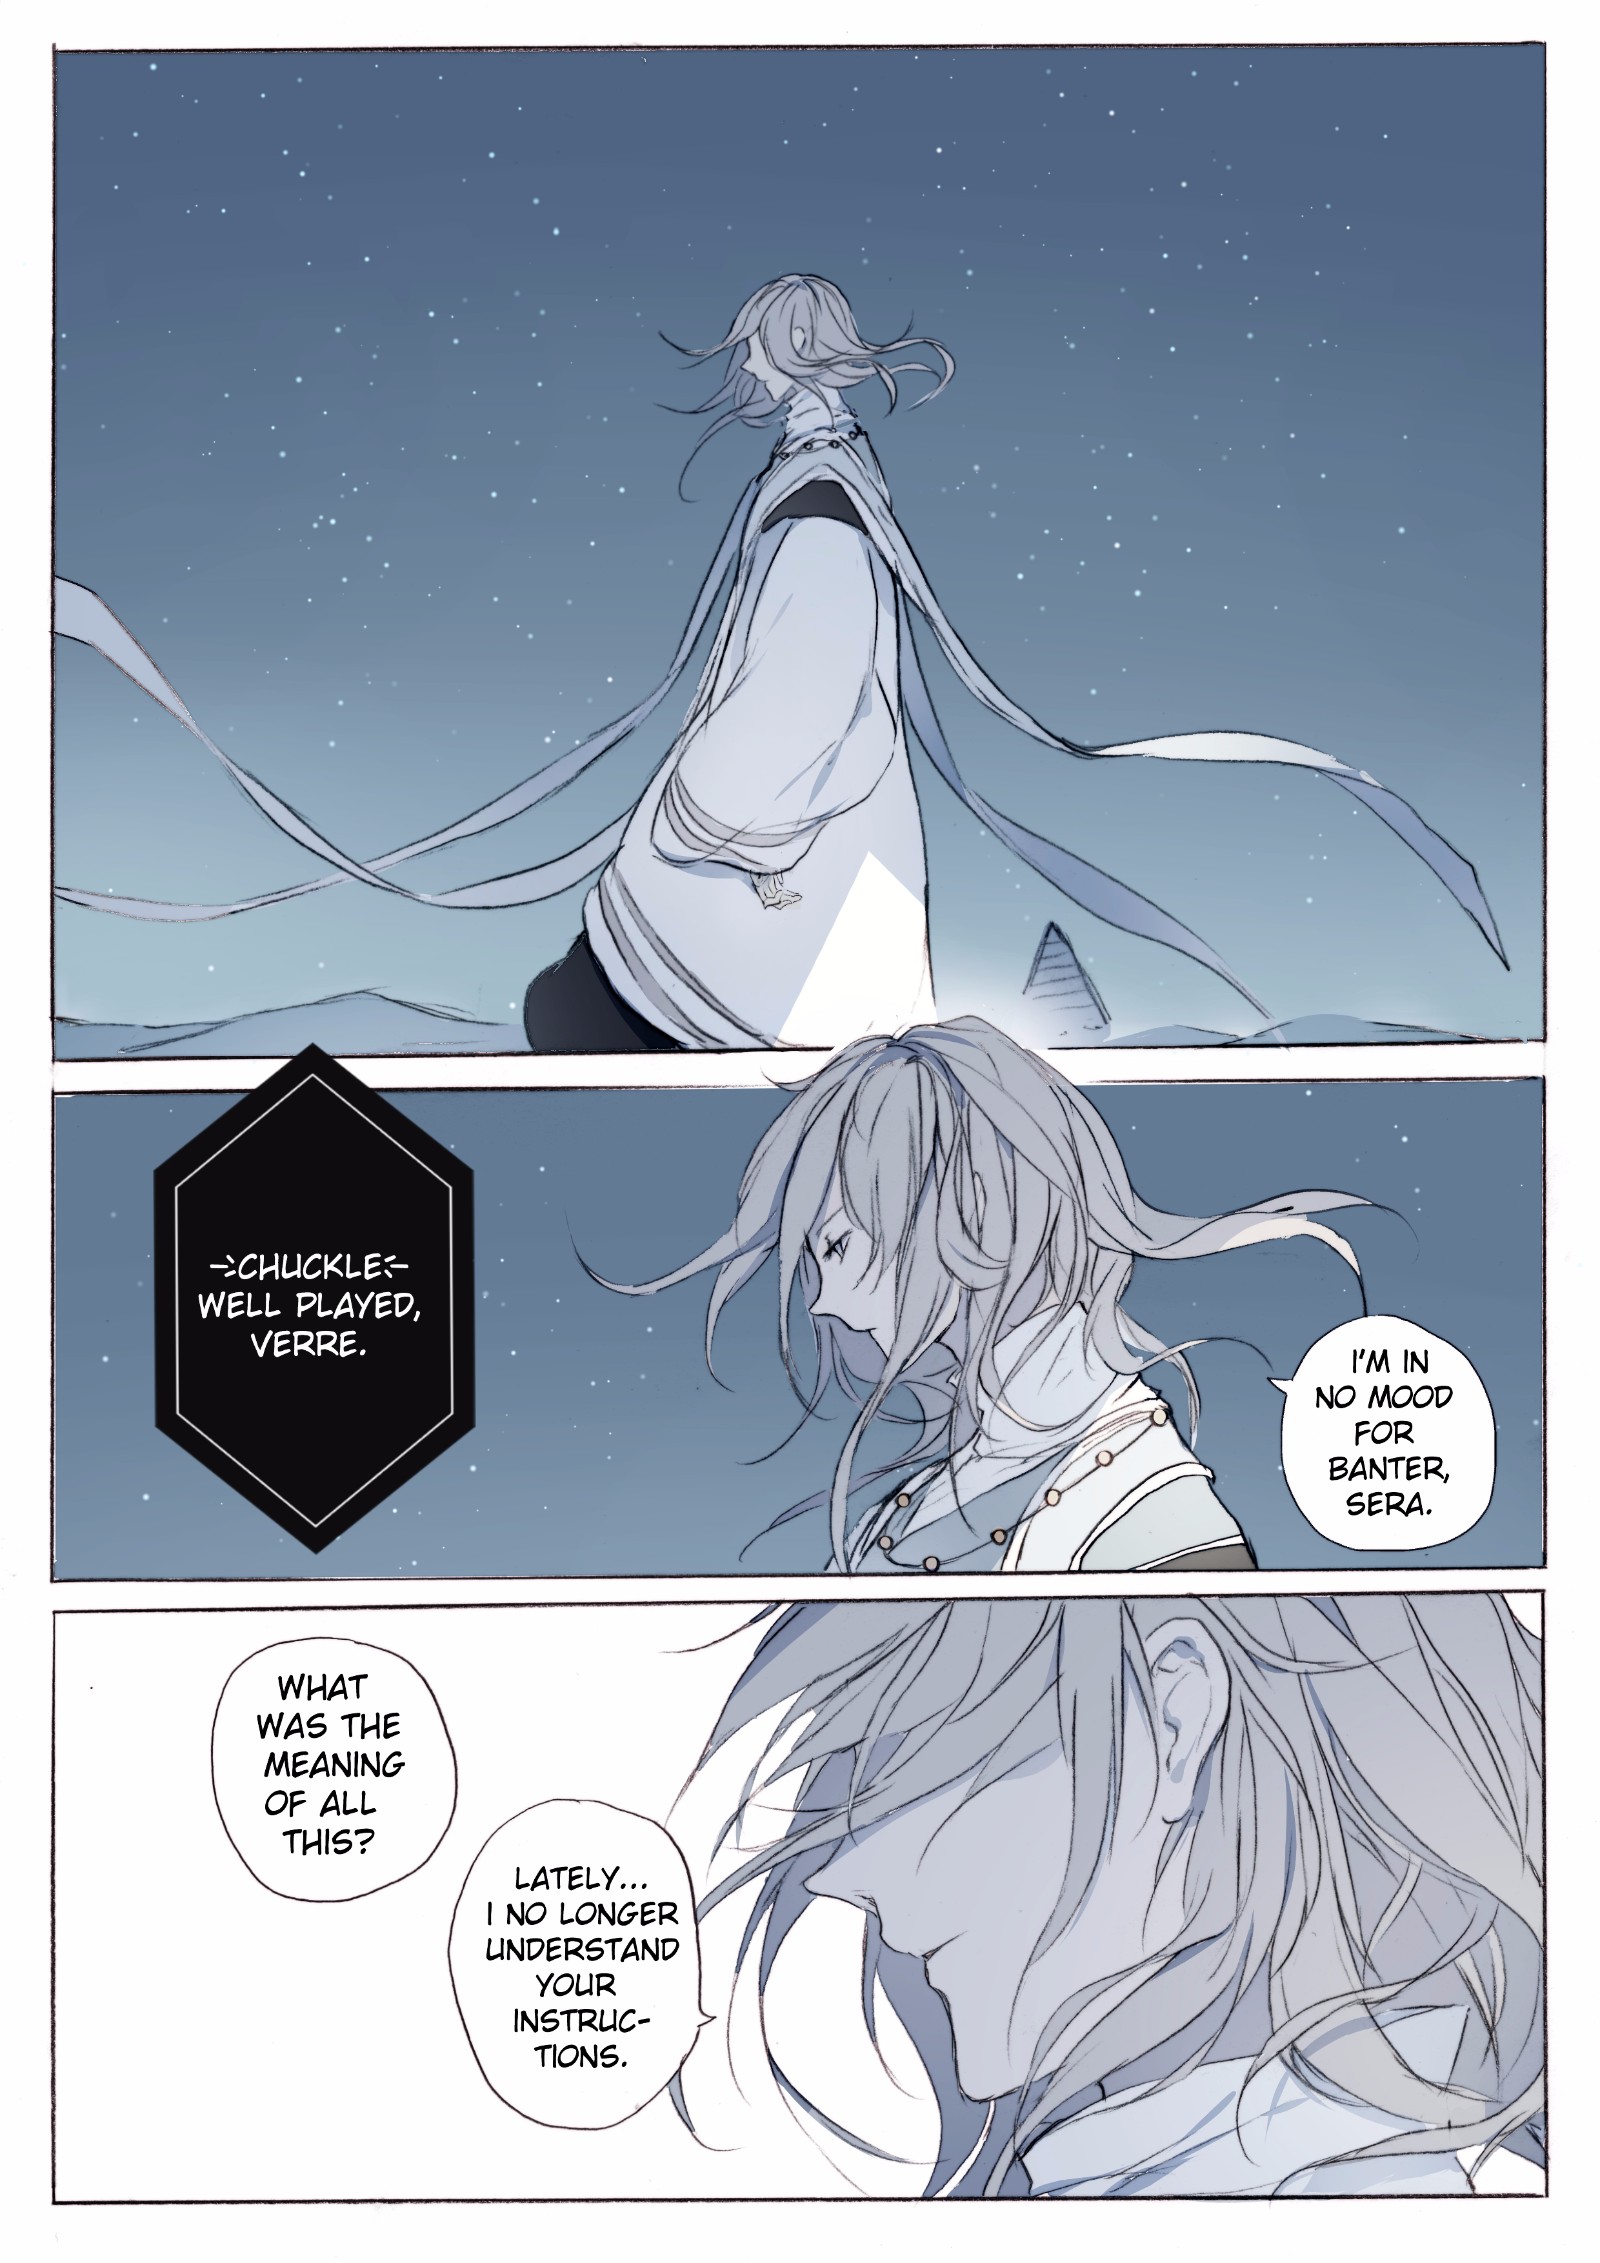 CHUCKLE
WELL PLAYED,
VERRE.
I'M IN
NO MOOD
FOR
BANTER,
SERA.
WHAT
WAS THE
MEANING
OF ALL
THIS?
LATELY...
I NO LONGER
UNDERSTAND
YOUR
INSTRUC-
TIONS.